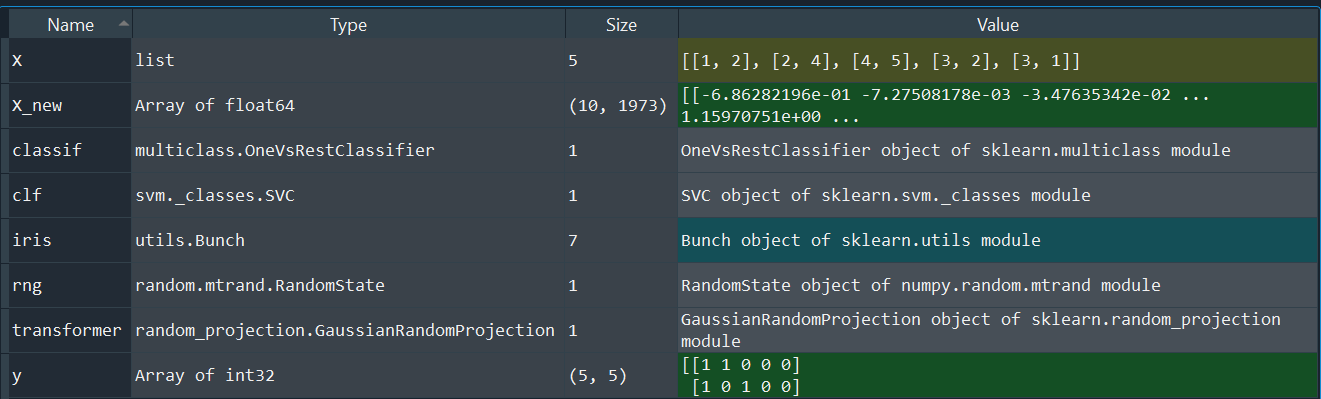 Name Type Size Value
X list 5 [[1, 2], [2, 4], [4, 5], [3, 2], [3, 1]]
X_new Array of float64 (10, 1973) [[-6.86282196e-01 -7.27508178e-03 -3.47635342e-02 ...
1.15970751e+00 ...
classif multiclass.OneVsRestClassifier 1 OneVsRestClassifier object of sklearn.multiclass module
clf svm._classes.SVC 1 SVC object of sklearn.svm._classes module
iris utils.Bunch 7 Bunch object of sklearn.utils module
rng random.mtrand.RandomState 1 RandomState object of numpy.random.mtrand module
transformer random_projection.GaussianRandomProjection 1 GaussianRandomProjection object of sklearn.random_projection
module
y Array of int32 (5, 5) [[1 1 0 0 0]
[1 0 1 0 0]